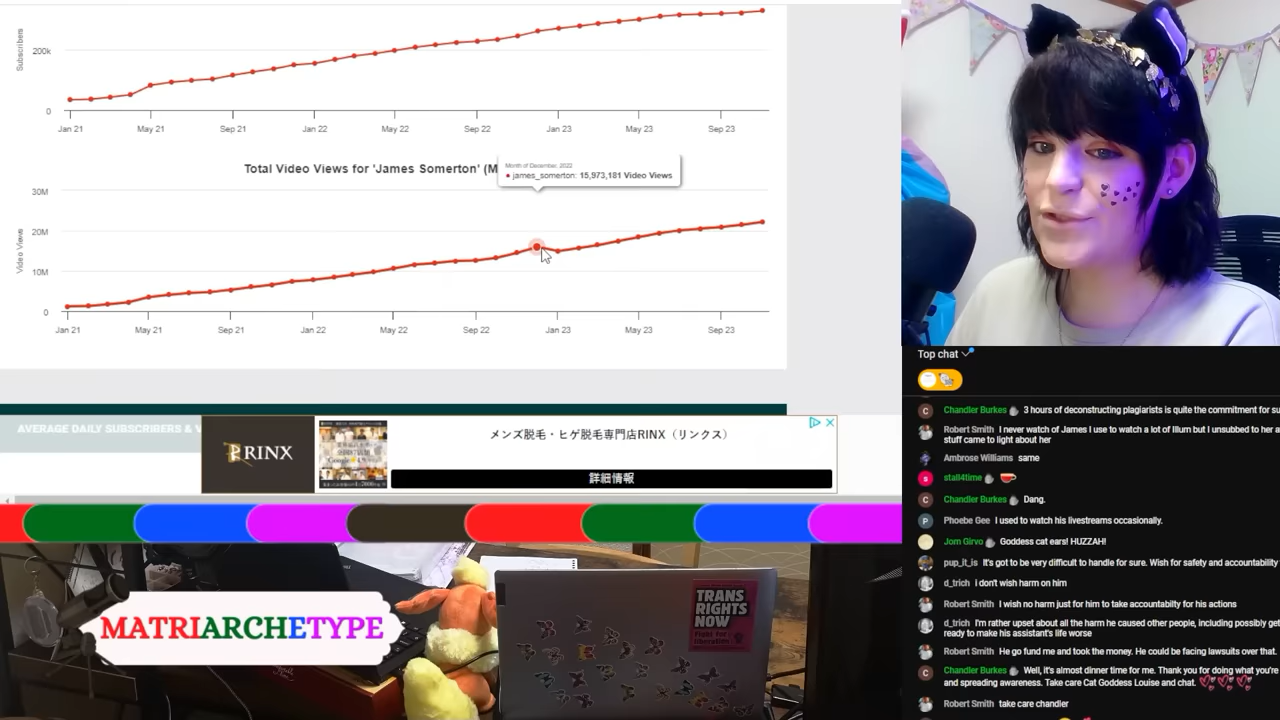 Subscribers
200k
0
Jan 21
May 21
Sep 21
Jan 22
May 22
Sep 22
Jan 23
May 23
Sep 23
Total Video Views for 'James Somerton' (M
Month of December, 2022
james_somerton: 15,973,181 Video Views
Video Views
30M
20M
10M
0
Jan 21
May 21
Sep 21
Jan 22
May 22
Sep 22
Jan 23
May 23
Sep 23
AVERAGE DAILY SUBSCRIBERS & V
RINX
メンズ脱毛・ヒゲ脱毛専門店RINX（リンクス）
詳細情報
MATRIARCHETYPE
TRANS
RIGHTS
NOW
Top chat
Chandler Burkes 3 hours of deconstructing plagiarists is quite the commitment for su
Robert Smith I never watch of James I use to watch a lot of Illum but I unsubbed to her a
stuff came to light about her
Ambrose Williams same
stall4time
Chandler Burkes Dang.
Phoebe Gee I used to watch his livestreams occasionally.
Jom Girvo Goddess cat ears! HUZZAH!
pup_it_is It's got to be very difficult to handle for sure. Wish for safety and accountability
d_trich i don't wish harm on him
Robert Smith I wish no harm just for him to take accountabilty for his actions
d_trich I'm rather upset about all the harm he caused other people, including possibly get
ready to make his assistant's life worse
Robert Smith He go fund me and took the money. He could be facing lawsuits over that.
Chandler Burkes Well, it's almost dinner time for me. Thank you for doing what you're
and spreading awareness. Take care Cat Goddess Louise and chat.
Robert Smith take care chandler